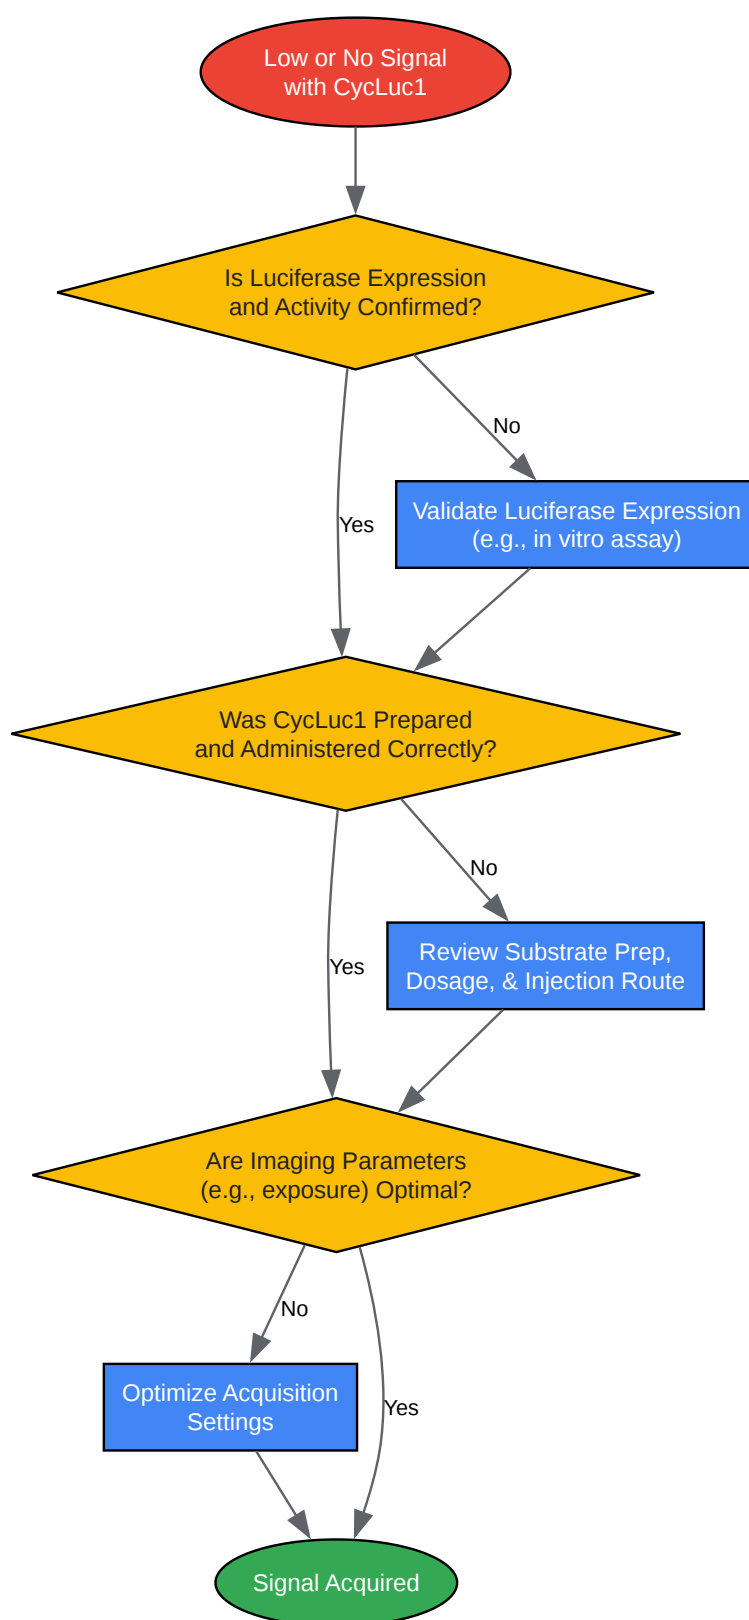 Low or No Signal
with CycLuc1
Is Luciferase Expression
and Activity Confirmed?
No
Validate Luciferase Expression
(e.g., in vitro assay)
Yes
Was CycLuc1 Prepared
and Administered Correctly?
No
Review Substrate Prep,
Dosage, & Injection Route
Yes
Are Imaging Parameters
(e.g., exposure) Optimal?
No
Optimize Acquisition
Settings
Yes
Signal Acquired